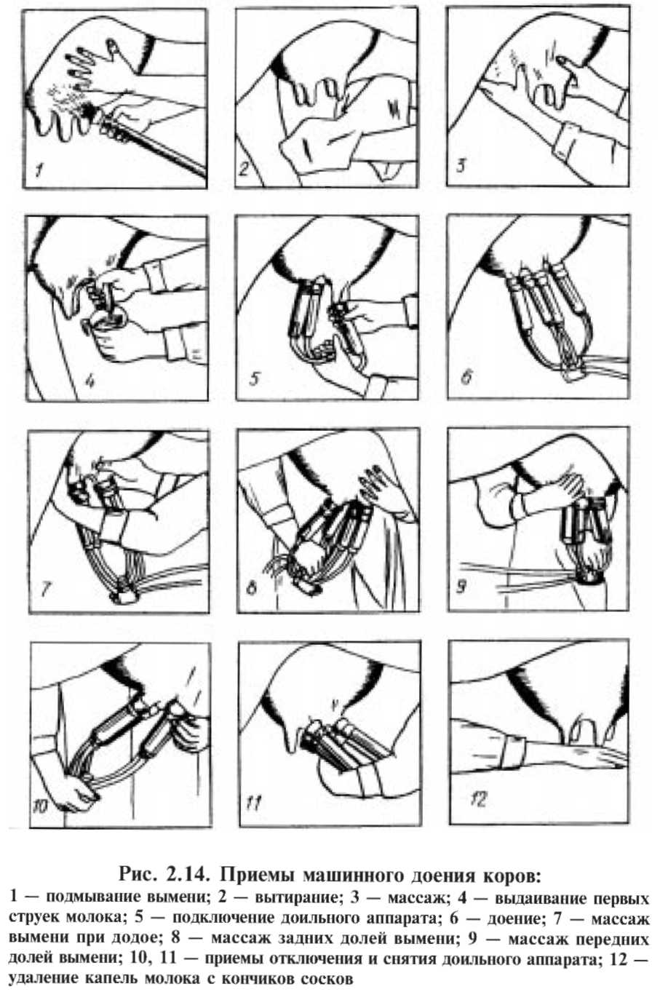 1
2
3
4
5
6
7
8
9
10
11
12
Рис. 2.14. Приемы машинного доения коров:
1 — подмывание вымени; 2 — вытирание; 3 — массаж; 4 — выдаивание первых
струек молока; 5 — подключение доильного аппарата; 6 — доение; 7 — массаж
вымени при додое; 8 — массаж задних долей вымени; 9 — массаж передних
долей вымени; 10, 11 — приемы отключения и снятия доильного аппарата; 12 —
удаление капель молока с кончиков сосков